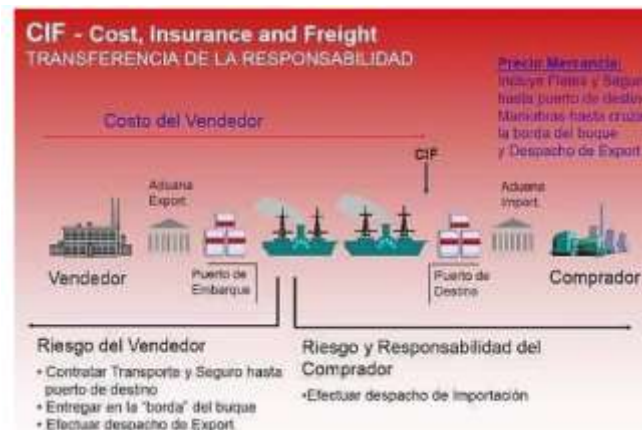 CIF - Cost, Insurance and Freight
TRANSFERENCIA DE LA RESPONSABILIDAD
Precio Mercancia:
Incluye Fletes y Seguro
hasta puerto de destino
Maniobras hasta cruzar
la borda del buque
y Despacho de Export
Costo del Vendedor
CIF
Aduana
Export.
Aduana
Import.
Vendedor
Puerto de
Embarque
Puerto de
Destino
Comprador
Riesgo del Vendedor
• Contratar Transporte y Seguro hasta
puerto de destino
• Entregar en la "borda" del buque
• Efectuar despacho de Export
Riesgo y Responsabilidad del
Comprador
•Efectuar despacho de Importación